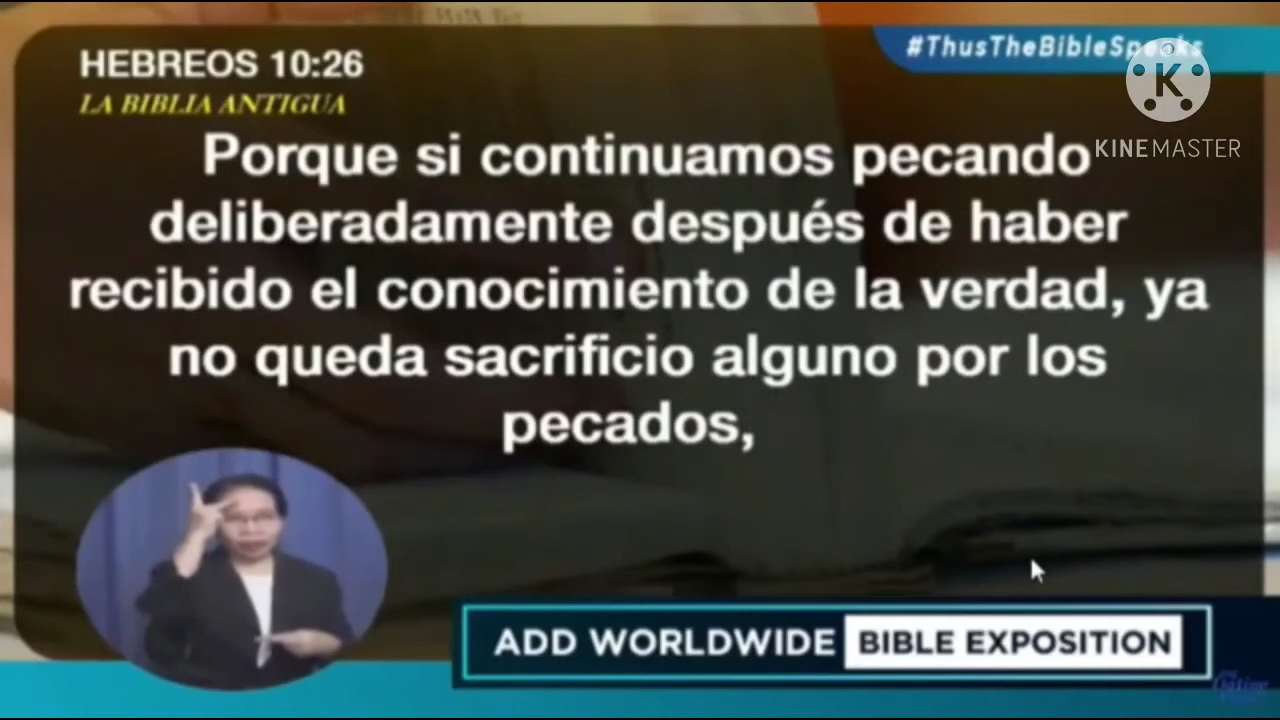 HEBREOS 10:26
LA BIBLIA ANTIGUA
#ThusTheBibleSpeaks
K
KINEMASTER
Porque si continuamos pecando
deliberadamente después de haber
recibido el conocimiento de la verdad, ya
no queda sacrificio alguno por los
pecados,
ADD WORLDWIDE BIBLE EXPOSITION